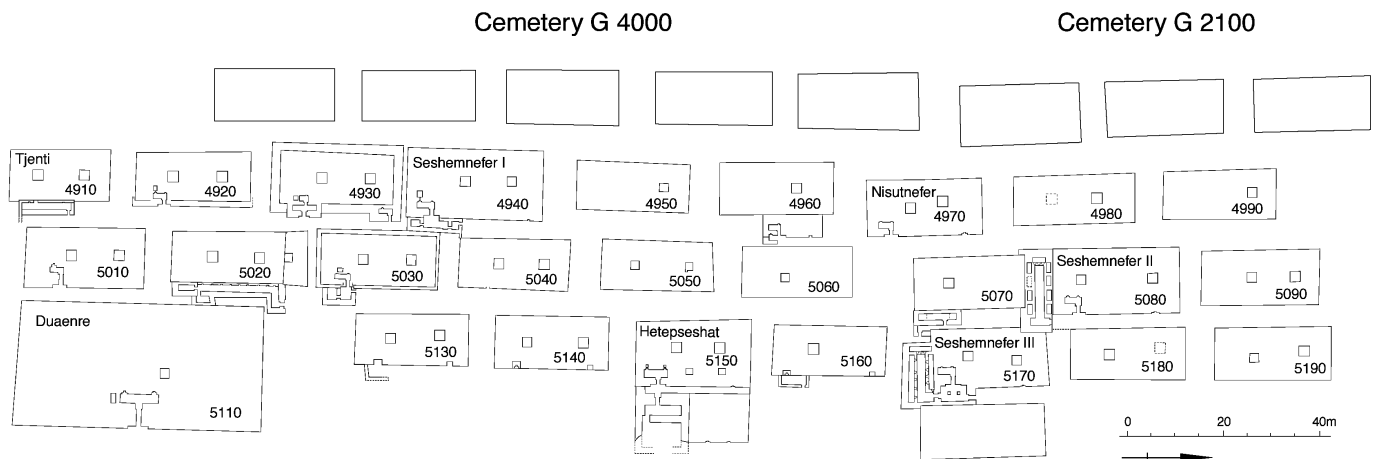 Cemetery G 4000
Cemetery G 2100
Tjenti
4910
4920
4930
Seshemnefer I
4940
4950
4960
Nisutnefer
4970
4980
4990
5010
5020
5030
5040
5050
5060
5070
Seshemnefer II
5080
5090
Duaenre
5110
5130
5140
Hetepseshat
5150
5160
Seshemnefer III
5170
5180
5190
0 20 40m